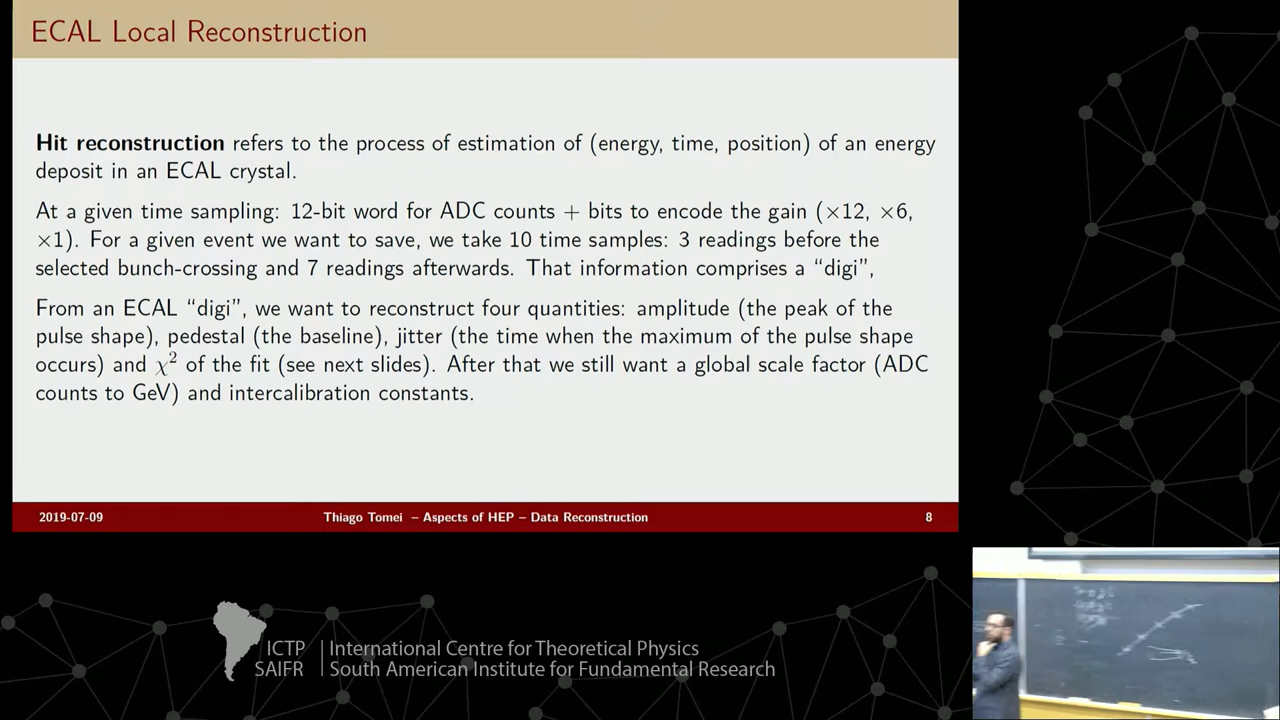 ECAL Local Reconstruction
Hit reconstruction refers to the process of estimation of (energy, time, position) of an energy
deposit in an ECAL crystal.
At a given time sampling: 12-bit word for ADC counts + bits to encode the gain (×12, ×6,
×1). For a given event we want to save, we take 10 time samples: 3 readings before the
selected bunch-crossing and 7 readings afterwards. That information comprises a “digi”,
From an ECAL “digi”, we want to reconstruct four quantities: amplitude (the peak of the
pulse shape), pedestal (the baseline), jitter (the time when the maximum of the pulse shape
occurs) and χ² of the fit (see next slides). After that we still want a global scale factor (ADC
counts to GeV) and intercalibration constants.
2019-07-09 Thiago Tomei – Aspects of HEP – Data Reconstruction 8
ICTP International Centre for Theoretical Physics
SAIFR South American Institute for Fundamental Research